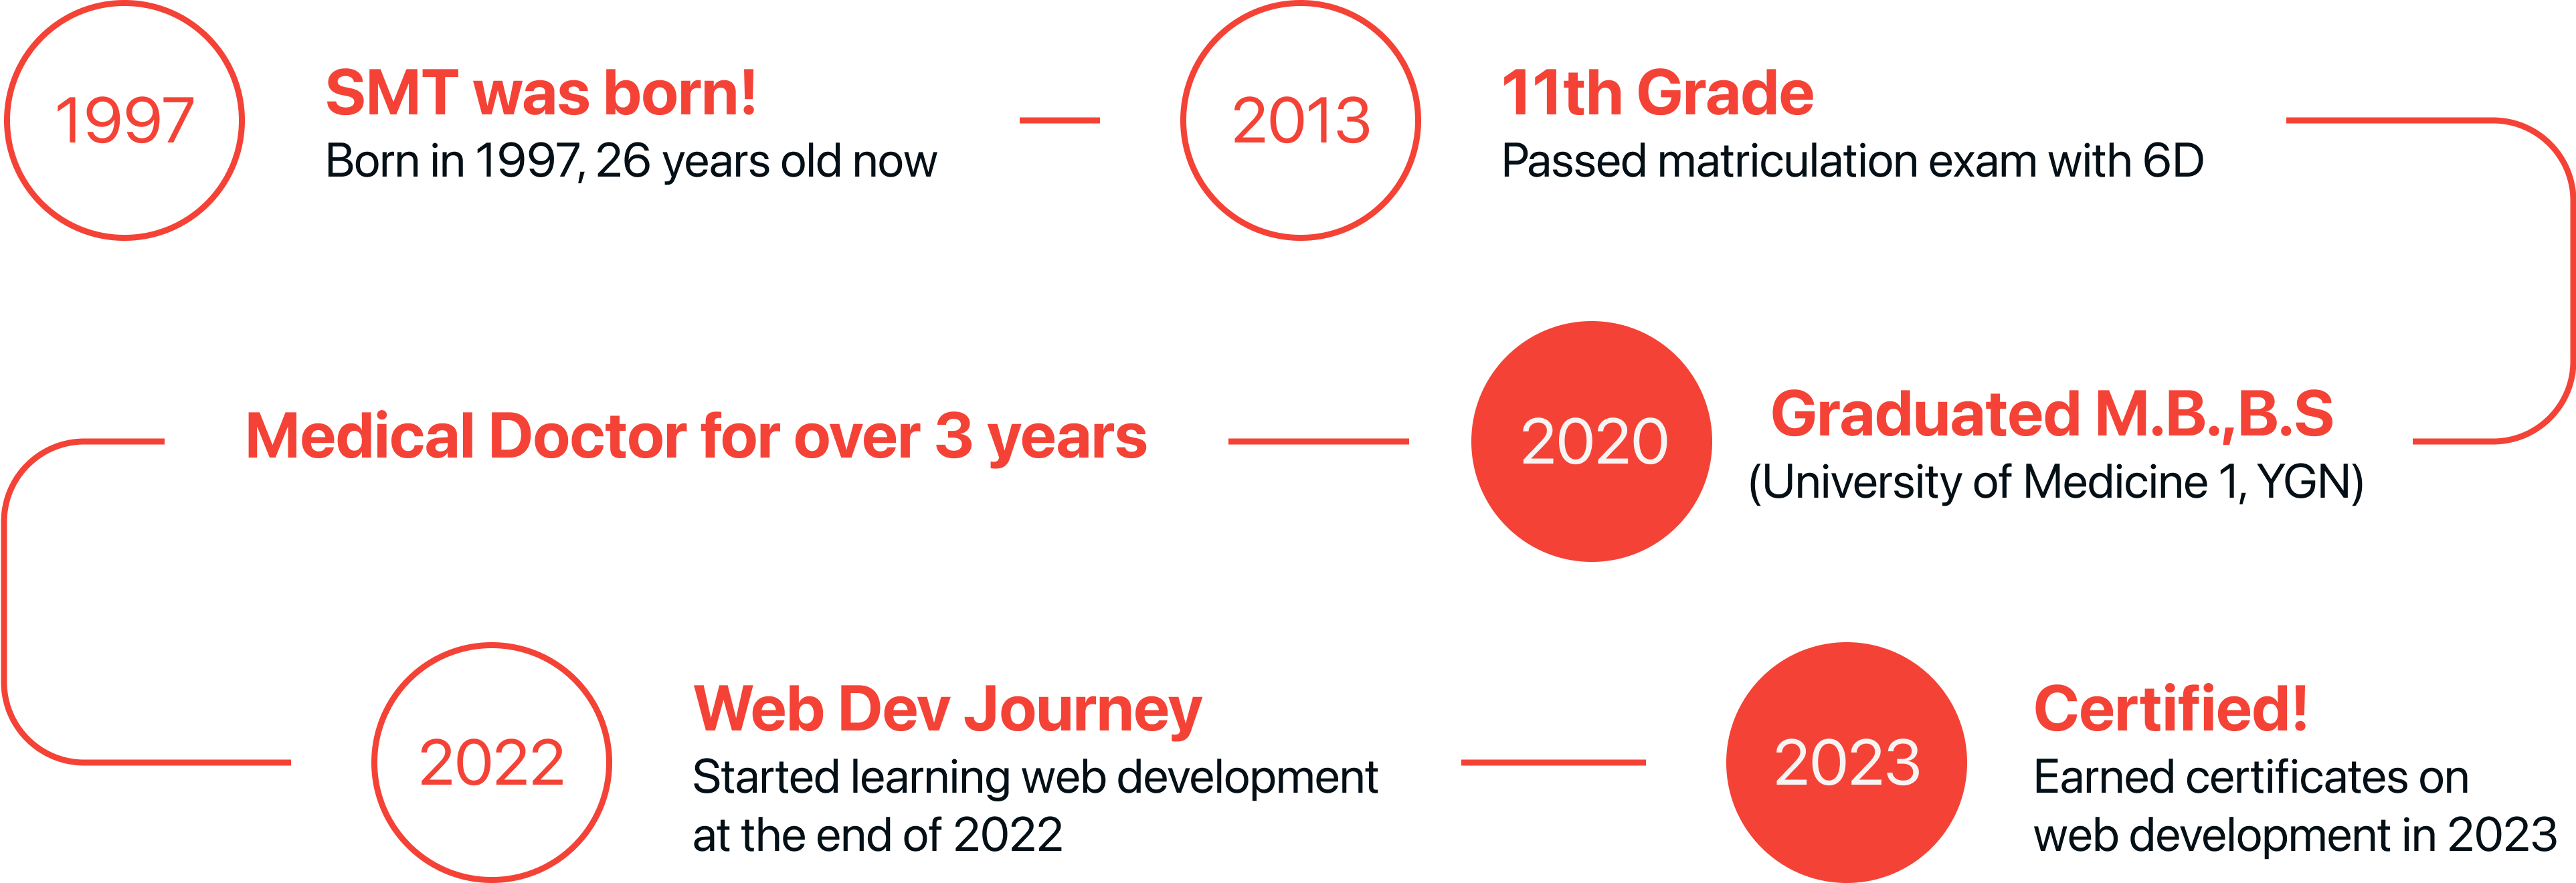 1997
SMT was born!
Born in 1997, 26 years old now
2013
11th Grade
Passed matriculation exam with 6D
2020
Graduated M.B.,B.S
(University of Medicine 1, YGN)
Medical Doctor for over 3 years
2022
Web Dev Journey
Started learning web development
at the end of 2022
2023
Certified!
Earned certificates on
web development in 2023